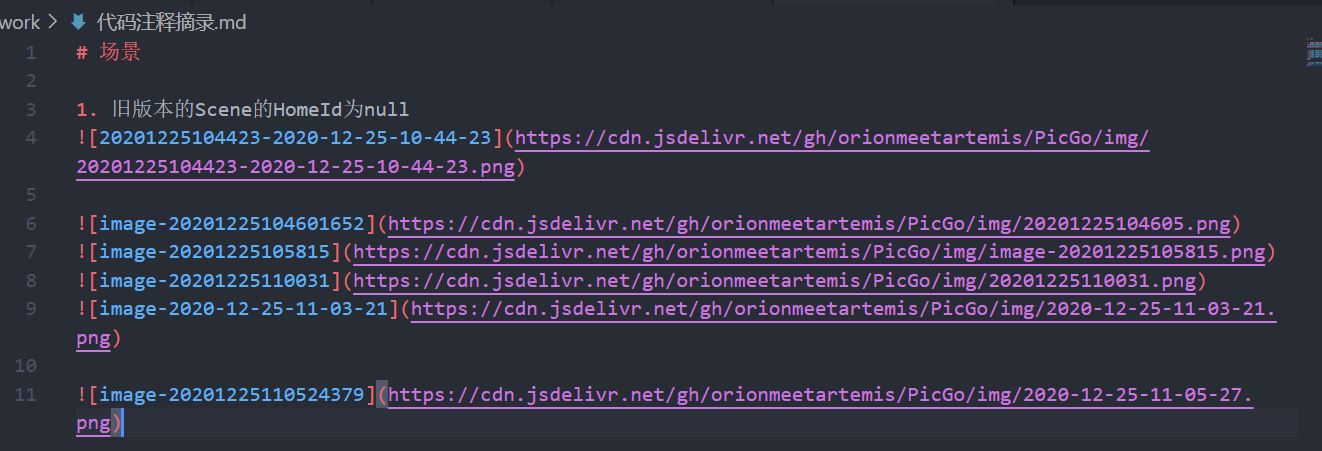 work > 代码注释摘录.md
1 # 场景
2
3 1. 旧版本的Scene的HomeId为null
4 ![20201225104423-2020-12-25-10-44-23](https://cdn.jsdelivr.net/gh/orionmeetartemis/PicGo/img/
20201225104423-2020-12-25-10-44-23.png)
5
6 ![image-20201225104601652](https://cdn.jsdelivr.net/gh/orionmeetartemis/PicGo/img/20201225104605.png)
7 ![image-20201225105815](https://cdn.jsdelivr.net/gh/orionmeetartemis/PicGo/img/image-20201225105815.png)
8 ![image-20201225110031](https://cdn.jsdelivr.net/gh/orionmeetartemis/PicGo/img/20201225110031.png)
9 ![image-2020-12-25-11-03-21](https://cdn.jsdelivr.net/gh/orionmeetartemis/PicGo/img/2020-12-25-11-03-21.
png)
10
11 ![image-20201225110524379](https://cdn.jsdelivr.net/gh/orionmeetartemis/PicGo/img/2020-12-25-11-05-27.
png)